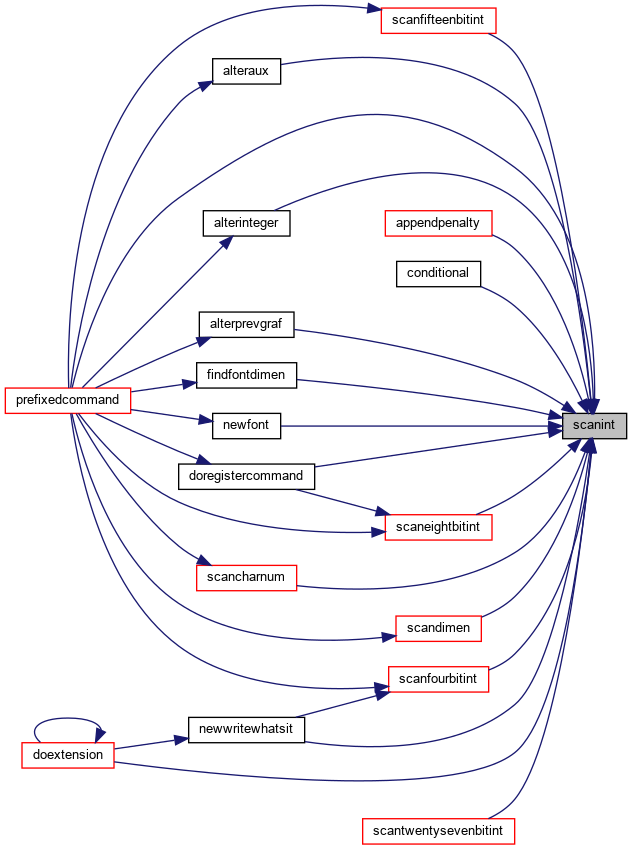 scanfifteenbitint
alteraux
alterinteger
appendpenalty
conditional
alterprevgraf
findfontdimen
prefixedcommand
newfont
scanint
doregistercommand
scaneightbitint
scancharnum
scandimen
scanfourbitint
newwritewhatsit
doextension
scantwentysevenbitint